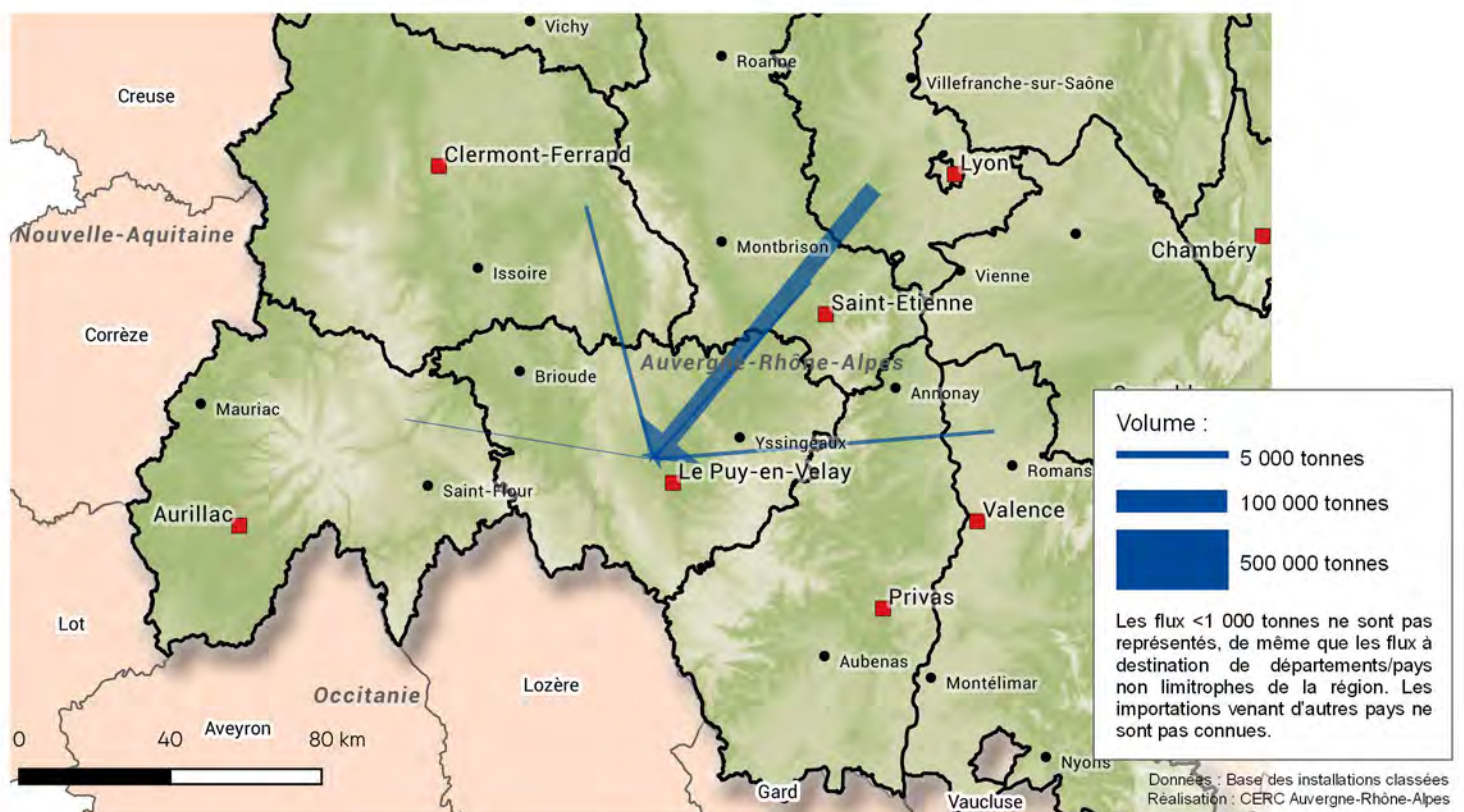 Vichy
Roanne
Villefranche-sur-Saône
Creuse
Clermont-Ferrand
Lyon
Nouvelle-Aquitaine
Montbrison
Chambéry
Issoire
Vienne
Saint-Etienne
Corrèze
Auvergne-Rhône-Alpes
Brioude
Annonay
Mauriac
Yssingeaux
Le Puy-en-Velay
Romans
Saint-Flour
Aurillac
Valence
Privas
Lot
Aubenas
Lozère
Montélimar
Occitanie
Aveyron
0 40 80 km
Nyons
Gard
Vaucluse
Volume :
5 000 tonnes
100 000 tonnes
500 000 tonnes
Les flux <1 000 tonnes ne sont pas
représentés, de même que les flux à
destination de départements/pays
non limitrophes de la région. Les
importations venant d'autres pays ne
sont pas connues.
Données : Base des installations classées
Réalisation : CERC Auvergne-Rhône-Alpes